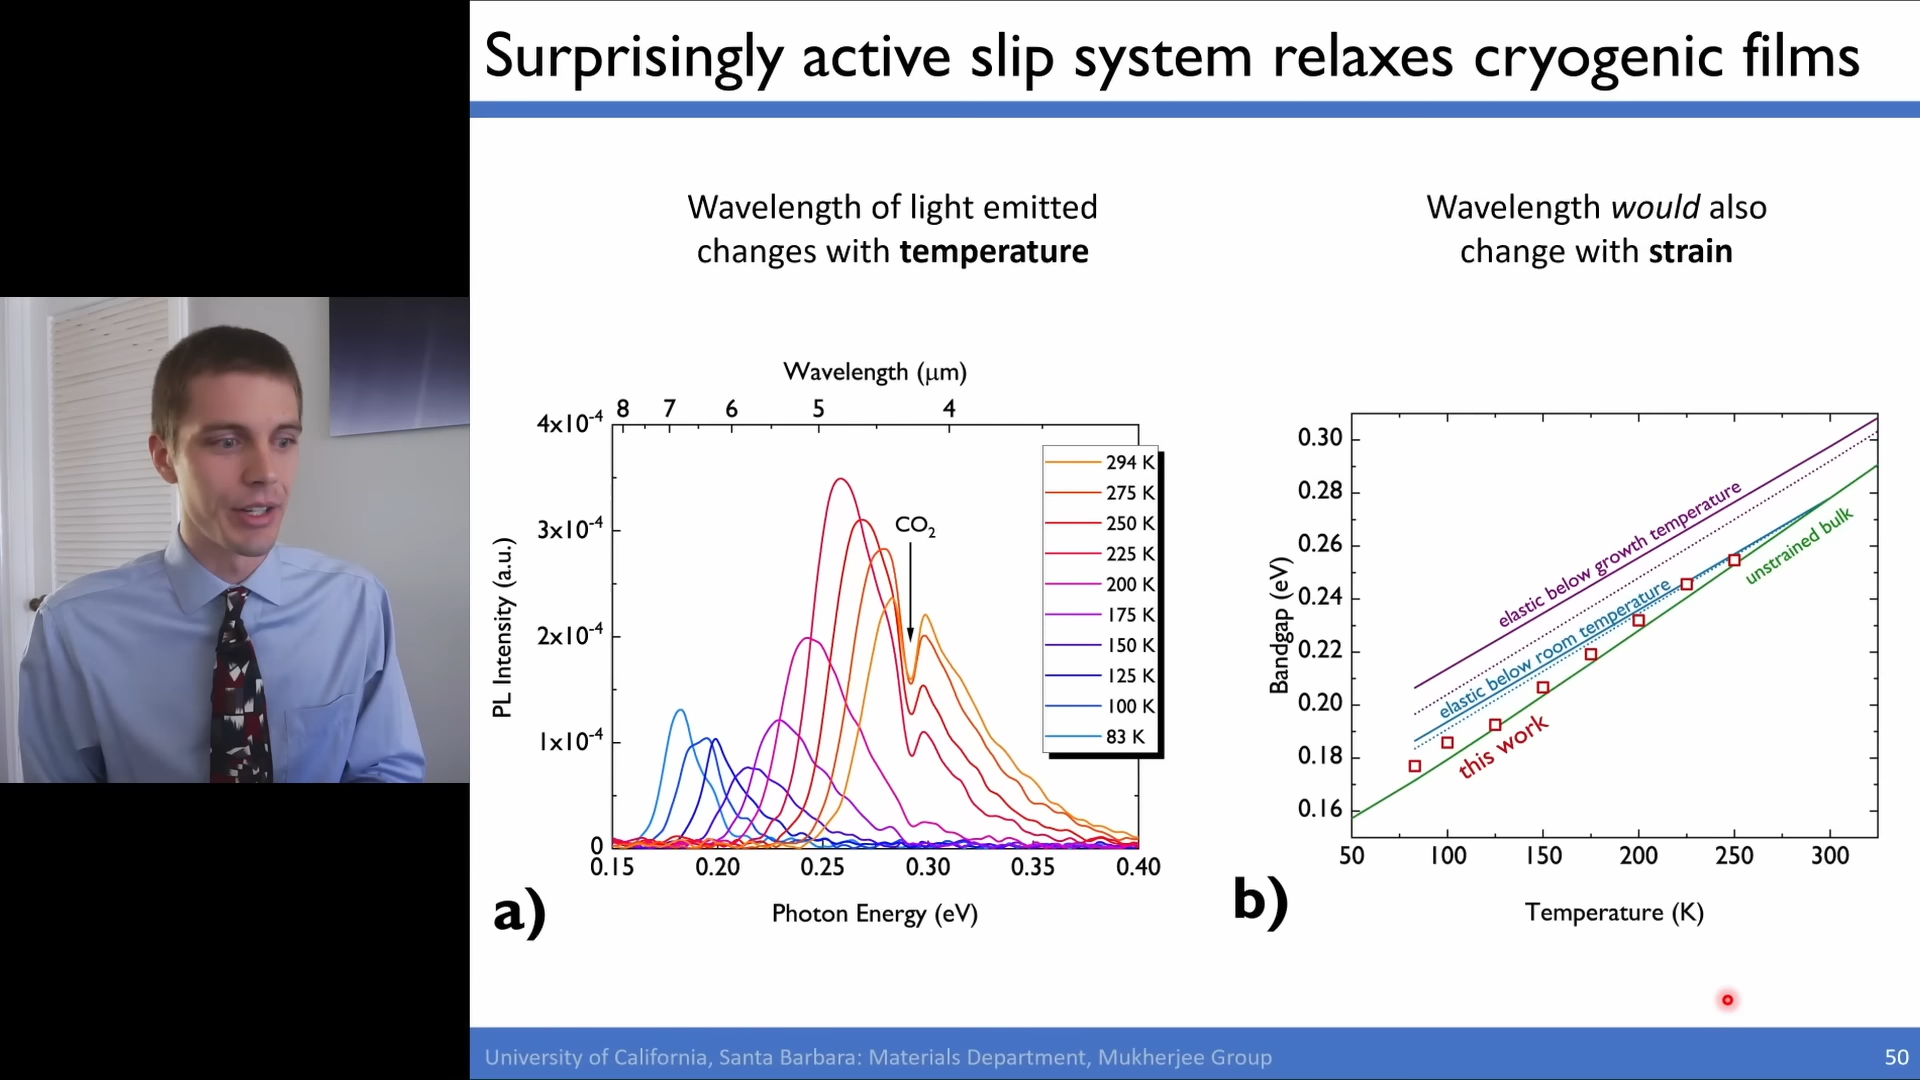 Surprisingly active slip system relaxes cryogenic films
Wavelength of light emitted
changes with temperature
Wavelength would also
change with strain
Wavelength (μm)
8 7 6 5 4
4x10-4
3x10-4
2x10-4
1x10-4
0
PL Intensity (a.u.)
CO2
294 K
275 K
250 K
225 K
200 K
175 K
150 K
125 K
100 K
83 K
0.15 0.20 0.25 0.30 0.35 0.40
Photon Energy (eV)
a)
0.30
0.28
0.26
0.24
0.22
0.20
0.18
0.16
Bandgap (eV)
elastic below growth temperature
elastic below room temperature
unstrained bulk
this work
50 100 150 200 250 300
Temperature (K)
b)
University of California, Santa Barbara: Materials Department, Mukherjee Group
50